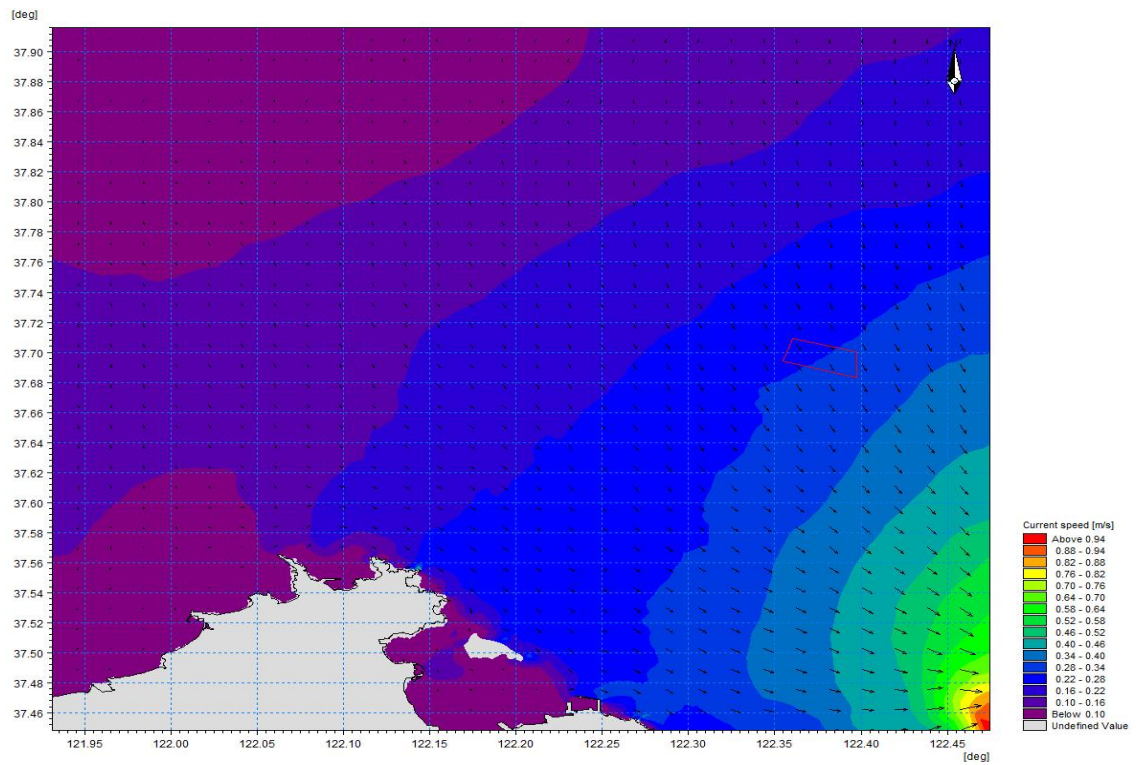 [deg]
37.90
37.88
37.86
37.84
37.82
37.80
37.78
37.76
37.74
37.72
37.70
37.68
37.66
37.64
37.62
37.60
37.58
37.56
37.54
37.52
37.50
37.48
37.46
121.95 122.00 122.05 122.10 122.15 122.20 122.25 122.30 122.35 122.40 122.45
[deg]
Current speed [m/s]
Above 0.94
0.88 - 0.94
0.82 - 0.88
0.76 - 0.82
0.70 - 0.76
0.64 - 0.70
0.58 - 0.64
0.52 - 0.58
0.46 - 0.52
0.40 - 0.46
0.34 - 0.40
0.28 - 0.34
0.22 - 0.28
0.16 - 0.22
0.10 - 0.16
Below 0.10
Undefined Value